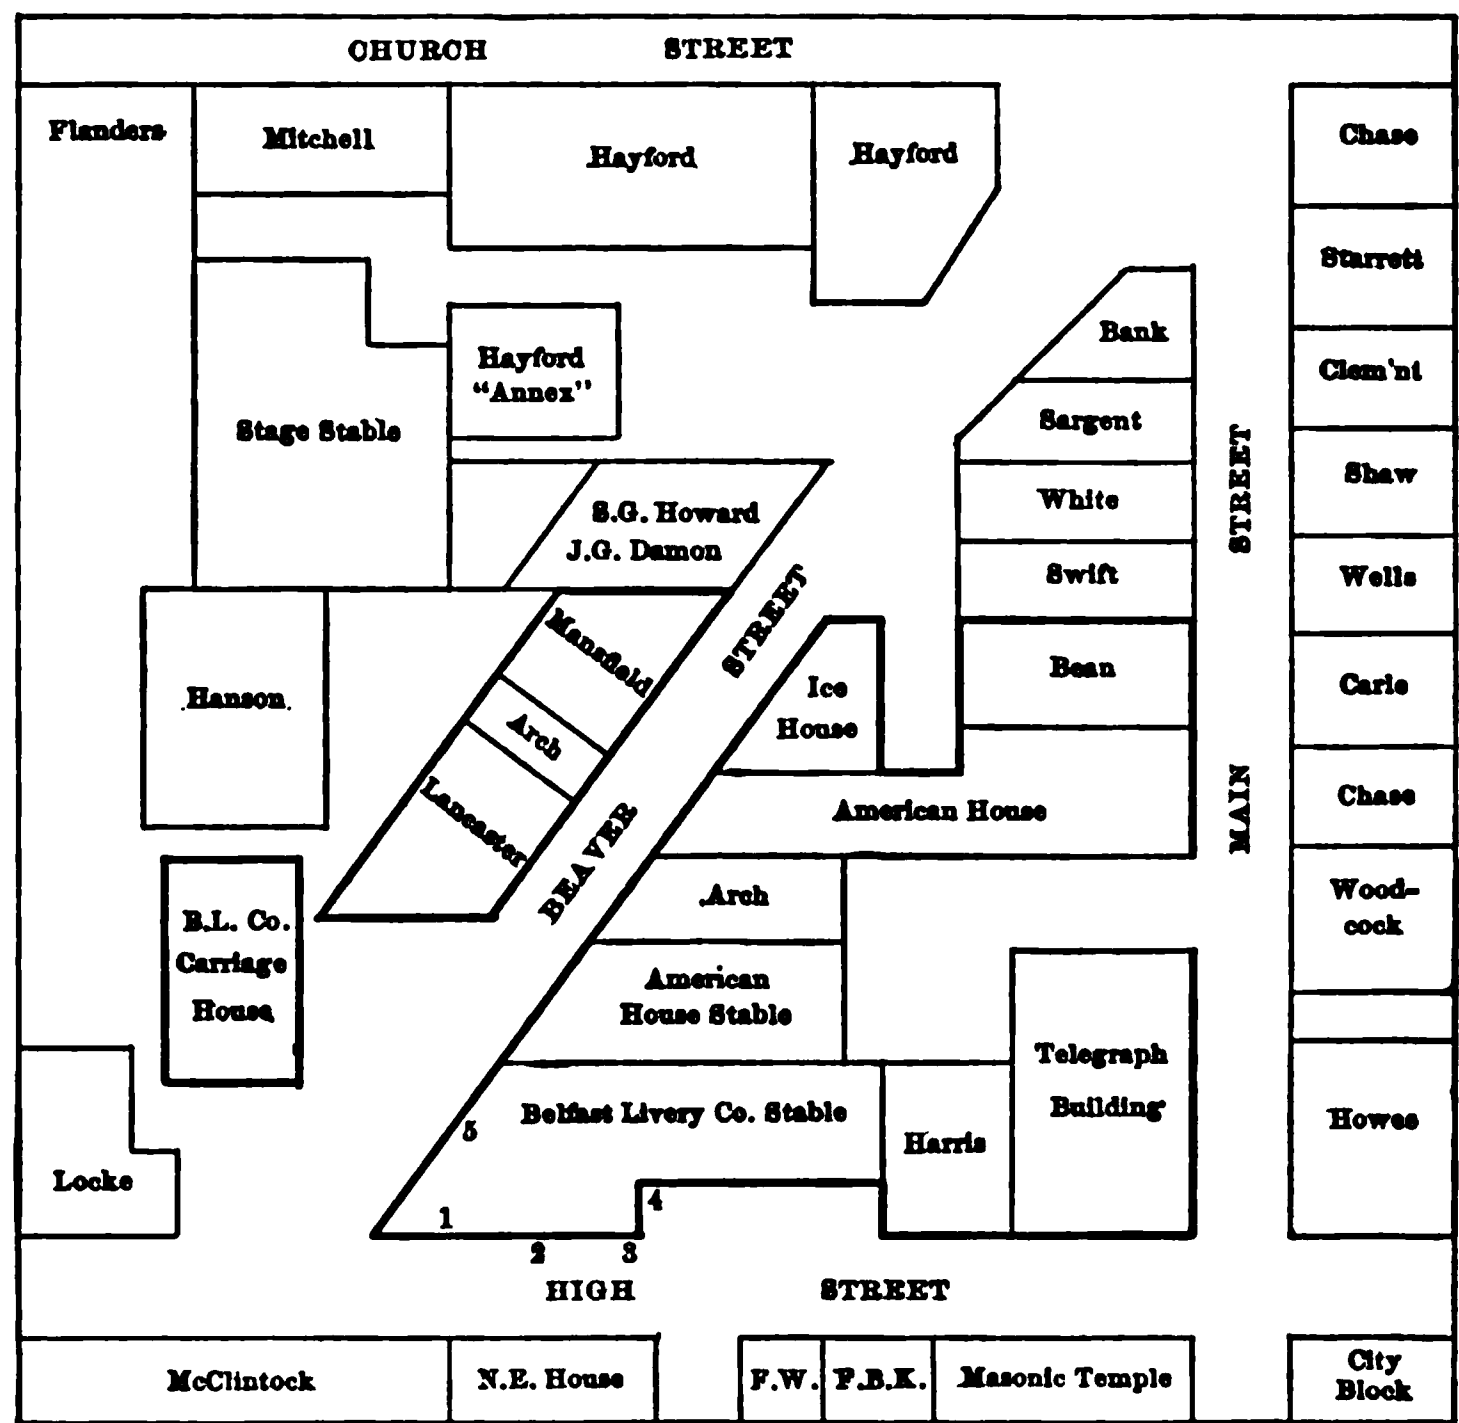 CHURCH STREET
Flanders
Mitchell
Hayford
Hayford
Chase
Starrett
Bank
Hayford
"Annex"
Clem'nt
Stage Stable
Sargent
Shaw
White
STREET
S.G. Howard
J.G. Damon
Swift
Wells
Mansfield
STREET
Hanson
Ice
House
Bean
Carle
Arch
Lancaster
BEAVER
American House
MAIN
Chase
B.L. Co.
Carriage
House
Arch
Wood-
cock
American
House Stable
Telegraph
Building
Belfast Livery Co. Stable
5
Harris
Howes
Locke
1
4
2
3
HIGH STREET
McClintock
N.E. House
F.W.
F.B.K.
Masonic Temple
City
Block